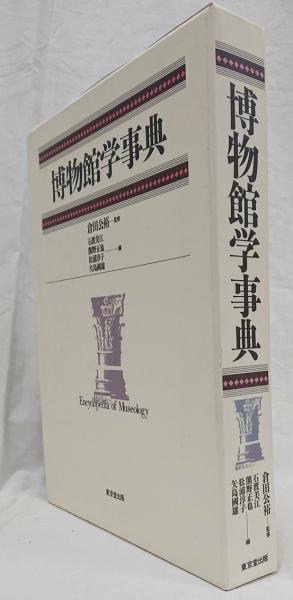 博物館学事典
倉田公裕 監修
石渡美江
熊野正也
松浦淳子
矢島國雄 編
Encyclopedia of Museology
東京堂出版
博物館学事典
倉田公裕 監修
石渡美江
熊野正也
松浦淳子
矢島國雄 編
東京堂出版